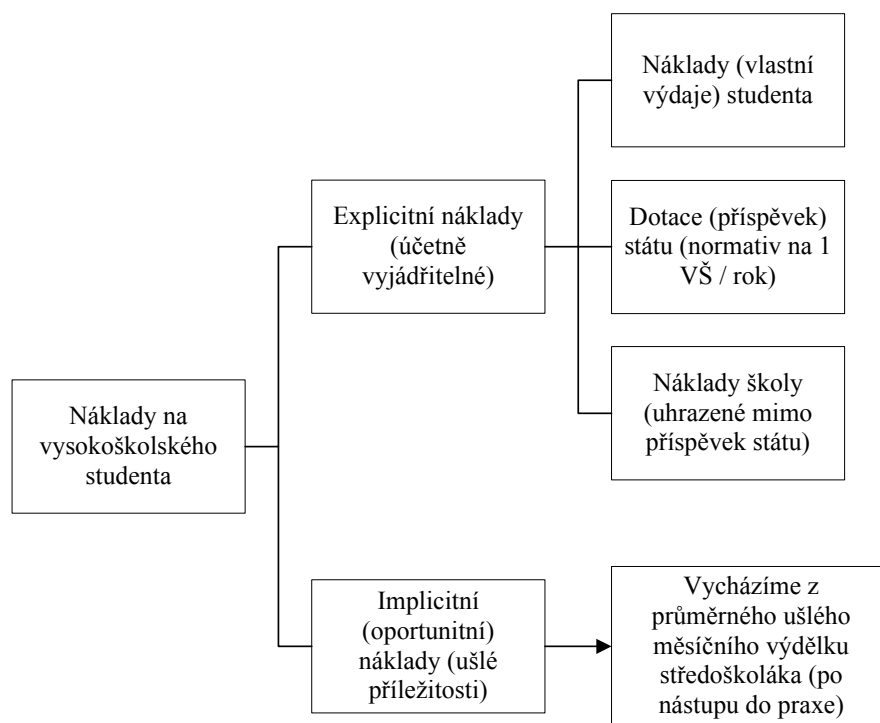 Náklady (vlastní
výdaje) studenta
Explicitní náklady
(účetně
vyjádřitelné)
Dotace (příspěvek)
státu (normativ na 1
VŠ / rok)
Náklady školy
(uhrazené mimo
příspěvek státu)
Náklady na
vysokoškolského
studenta
Implicitní
(oportunitní)
náklady (ušlé
příležitosti)
Vycházíme z
průměrného ušlého
měsíčního výdělku
středoškoláka (po
nástupu do praxe)